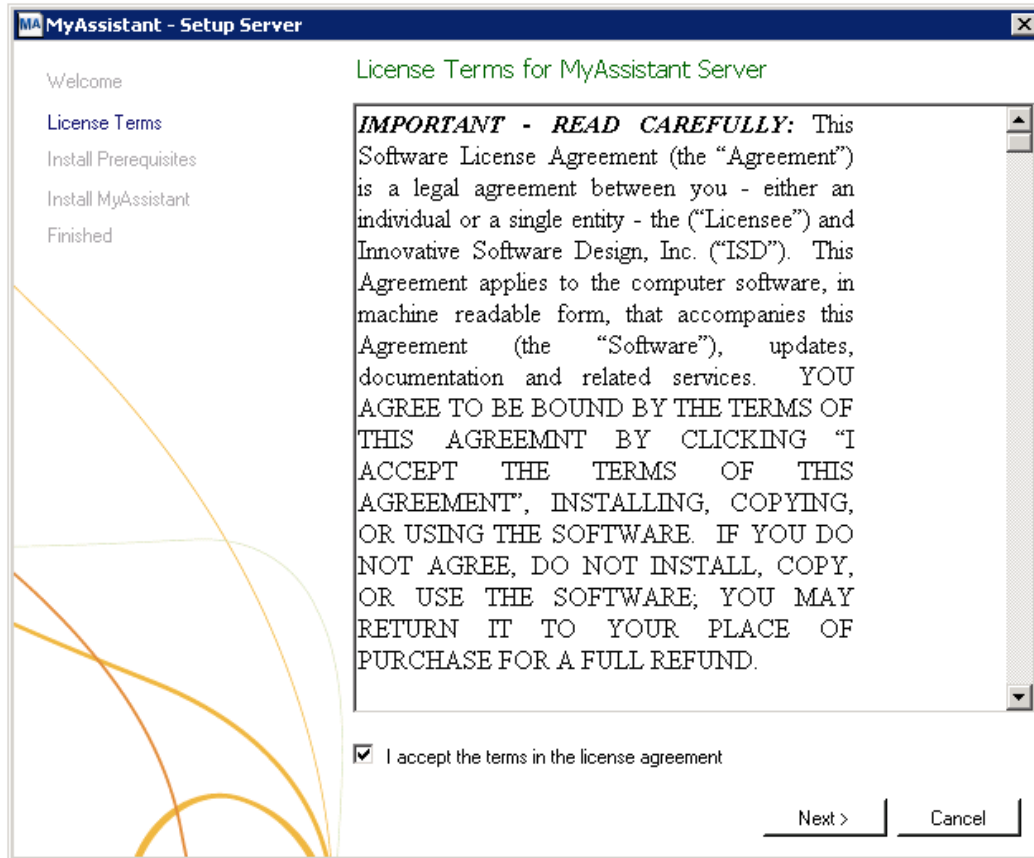 MA MyAssistant - Setup Server
Welcome
License Terms
Install Prerequisites
Install MyAssistant
Finished
License Terms for MyAssistant Server
IMPORTANT - READ CAREFULLY: This
Software License Agreement (the “Agreement”)
is a legal agreement between you - either an
individual or a single entity - the (“Licensee”) and
Innovative Software Design, Inc. (“ISD”). This
Agreement applies to the computer software, in
machine readable form, that accompanies this
Agreement (the “Software”), updates,
documentation and related services. YOU
AGREE TO BE BOUND BY THE TERMS OF
THIS AGREEMNT BY CLICKING “I
ACCEPT THE TERMS OF THIS
AGREEMENT”, INSTALLING, COPYING,
OR USING THE SOFTWARE. IF YOU DO
NOT AGREE, DO NOT INSTALL, COPY,
OR USE THE SOFTWARE; YOU MAY
RETURN IT TO YOUR PLACE OF
PURCHASE FOR A FULL REFUND.
I accept the terms in the license agreement
Next >
Cancel